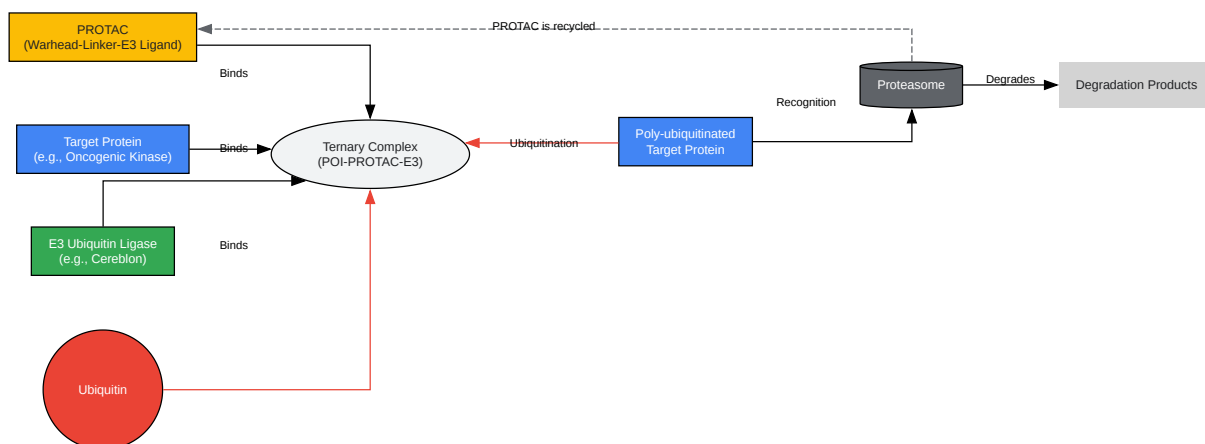 PROTAC
(Warhead-Linker-E3 Ligand)
PROTAC is recycled
Binds
Proteasome
Degrades
Degradation Products
Recognition
Target Protein
(e.g., Oncogenic Kinase)
Binds
Ternary Complex
(POI-PROTAC-E3)
Ubiquitination
Poly-ubiquitinated
Target Protein
E3 Ubiquitin Ligase
(e.g., Cereblon)
Binds
Ubiquitin